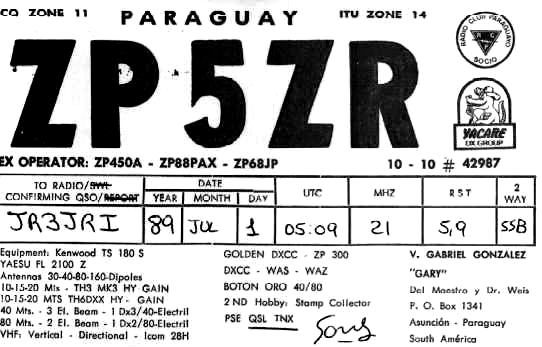 CQ ZONE 11 PARAGUAY ITU ZONE 14
ZP5ZR
RADIO CLUB PARAGUAYO
R C P
SOCIO
YACARE
DX GROUP
EX OPERATOR: ZP450A - ZP88PAX - ZP68JP 10 - 10 # 42987
TO RADIO/SWL
CONFIRMING QSO/REPORT
DATE
YEAR MONTH DAY UTC MHZ RST 2 WAY
JR3JRI 89 JUL 1 05:09 21 5,9 SSB
Equipment: Kenwood TS 180 S
YAESU FL 2100 Z
Antennas 30-40-80-160-Dipoles
10-15-20 Mts - TH3 MK3 HY GAIN
10-15-20 MTS TH6DXX HY- GAIN
40 Mts. - 3 El. Beam - 1 Dx3/40-Electril
80 Mts. - 2 El. Beam - 1 Dx2/80-Electril
VHF: Vertical - Directional - Icom 28H
GOLDEN DXCC - ZP 300
DXCC - WAS - WAZ
BOTON ORO 40/80
2 ND Hobby: Stamp Collector
PSE QSL TNX
V. GABRIEL GONZALEZ
"GARY"
Del Maestro y Dr. Weis
P. O. Box 1341
Asunción - Paraguay
South América